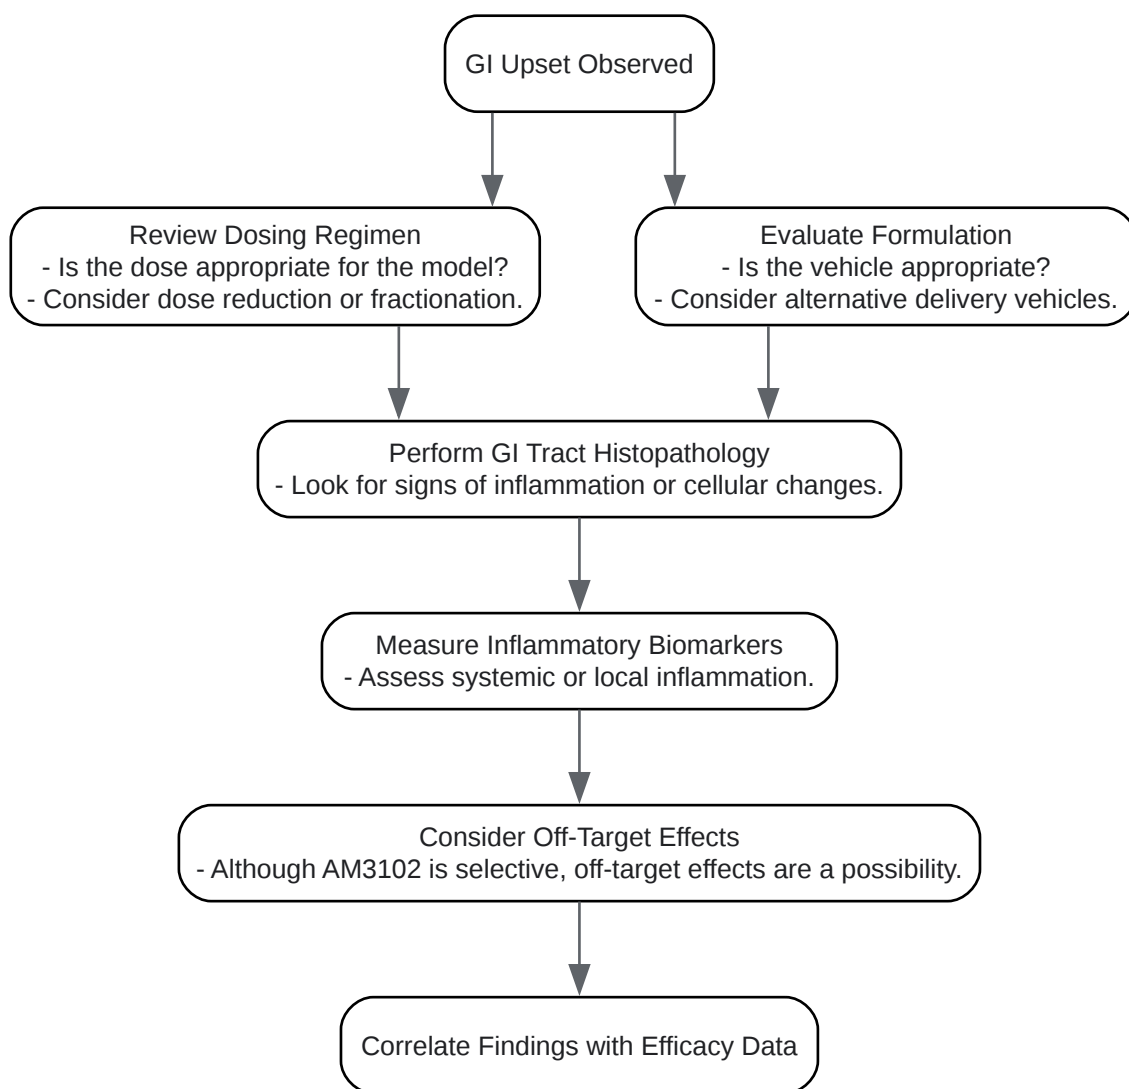 GI Upset Observed
Review Dosing Regimen
- Is the dose appropriate for the model?
- Consider dose reduction or fractionation.
Evaluate Formulation
- Is the vehicle appropriate?
- Consider alternative delivery vehicles.
Perform GI Tract Histopathology
- Look for signs of inflammation or cellular changes.
Measure Inflammatory Biomarkers
- Assess systemic or local inflammation.
Consider Off-Target Effects
- Although AM3102 is selective, off-target effects are a possibility.
Correlate Findings with Efficacy Data